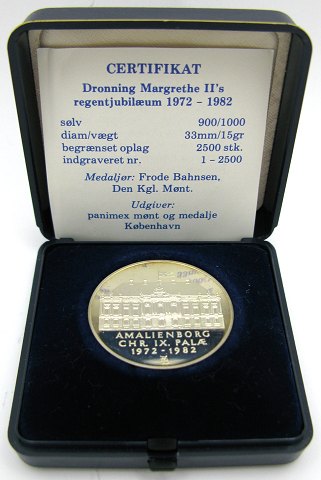 CERTIFIKAT
Dronning Margrethe II's
regentjubilæum 1972 - 1982
sølv 900/1000
diam/vægt 33mm/15gr
begrænset oplag 2500 stk.
indgraveret nr. 1 - 2500
Medaljør: Frode Bahnsen,
Den Kgl. Mønt.
Udgiver:
panimex mønt og medalje
København
AMALIENBORG
CHR. IX. PALÆ
1972-1982